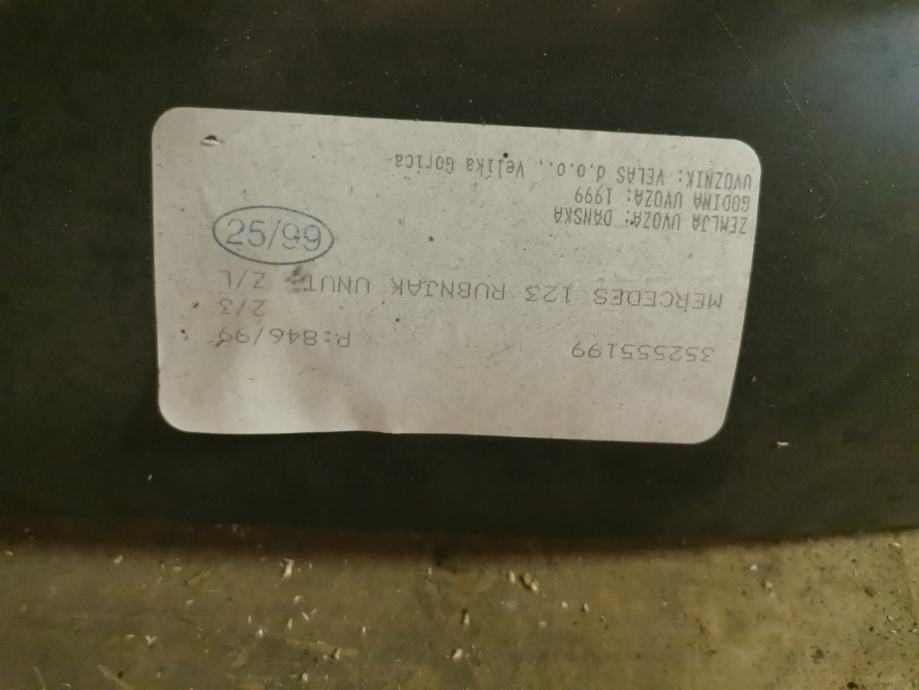 352555199 P:846/99
2/3
MERCEDES 123 RUBNJAK UNUT. Z/L
25/99
ZEMLJA UVOZA: DANSKA
GODINA UVOZA: 1999
UVOZNIK: VELAS d.o.o., Velika Gorica